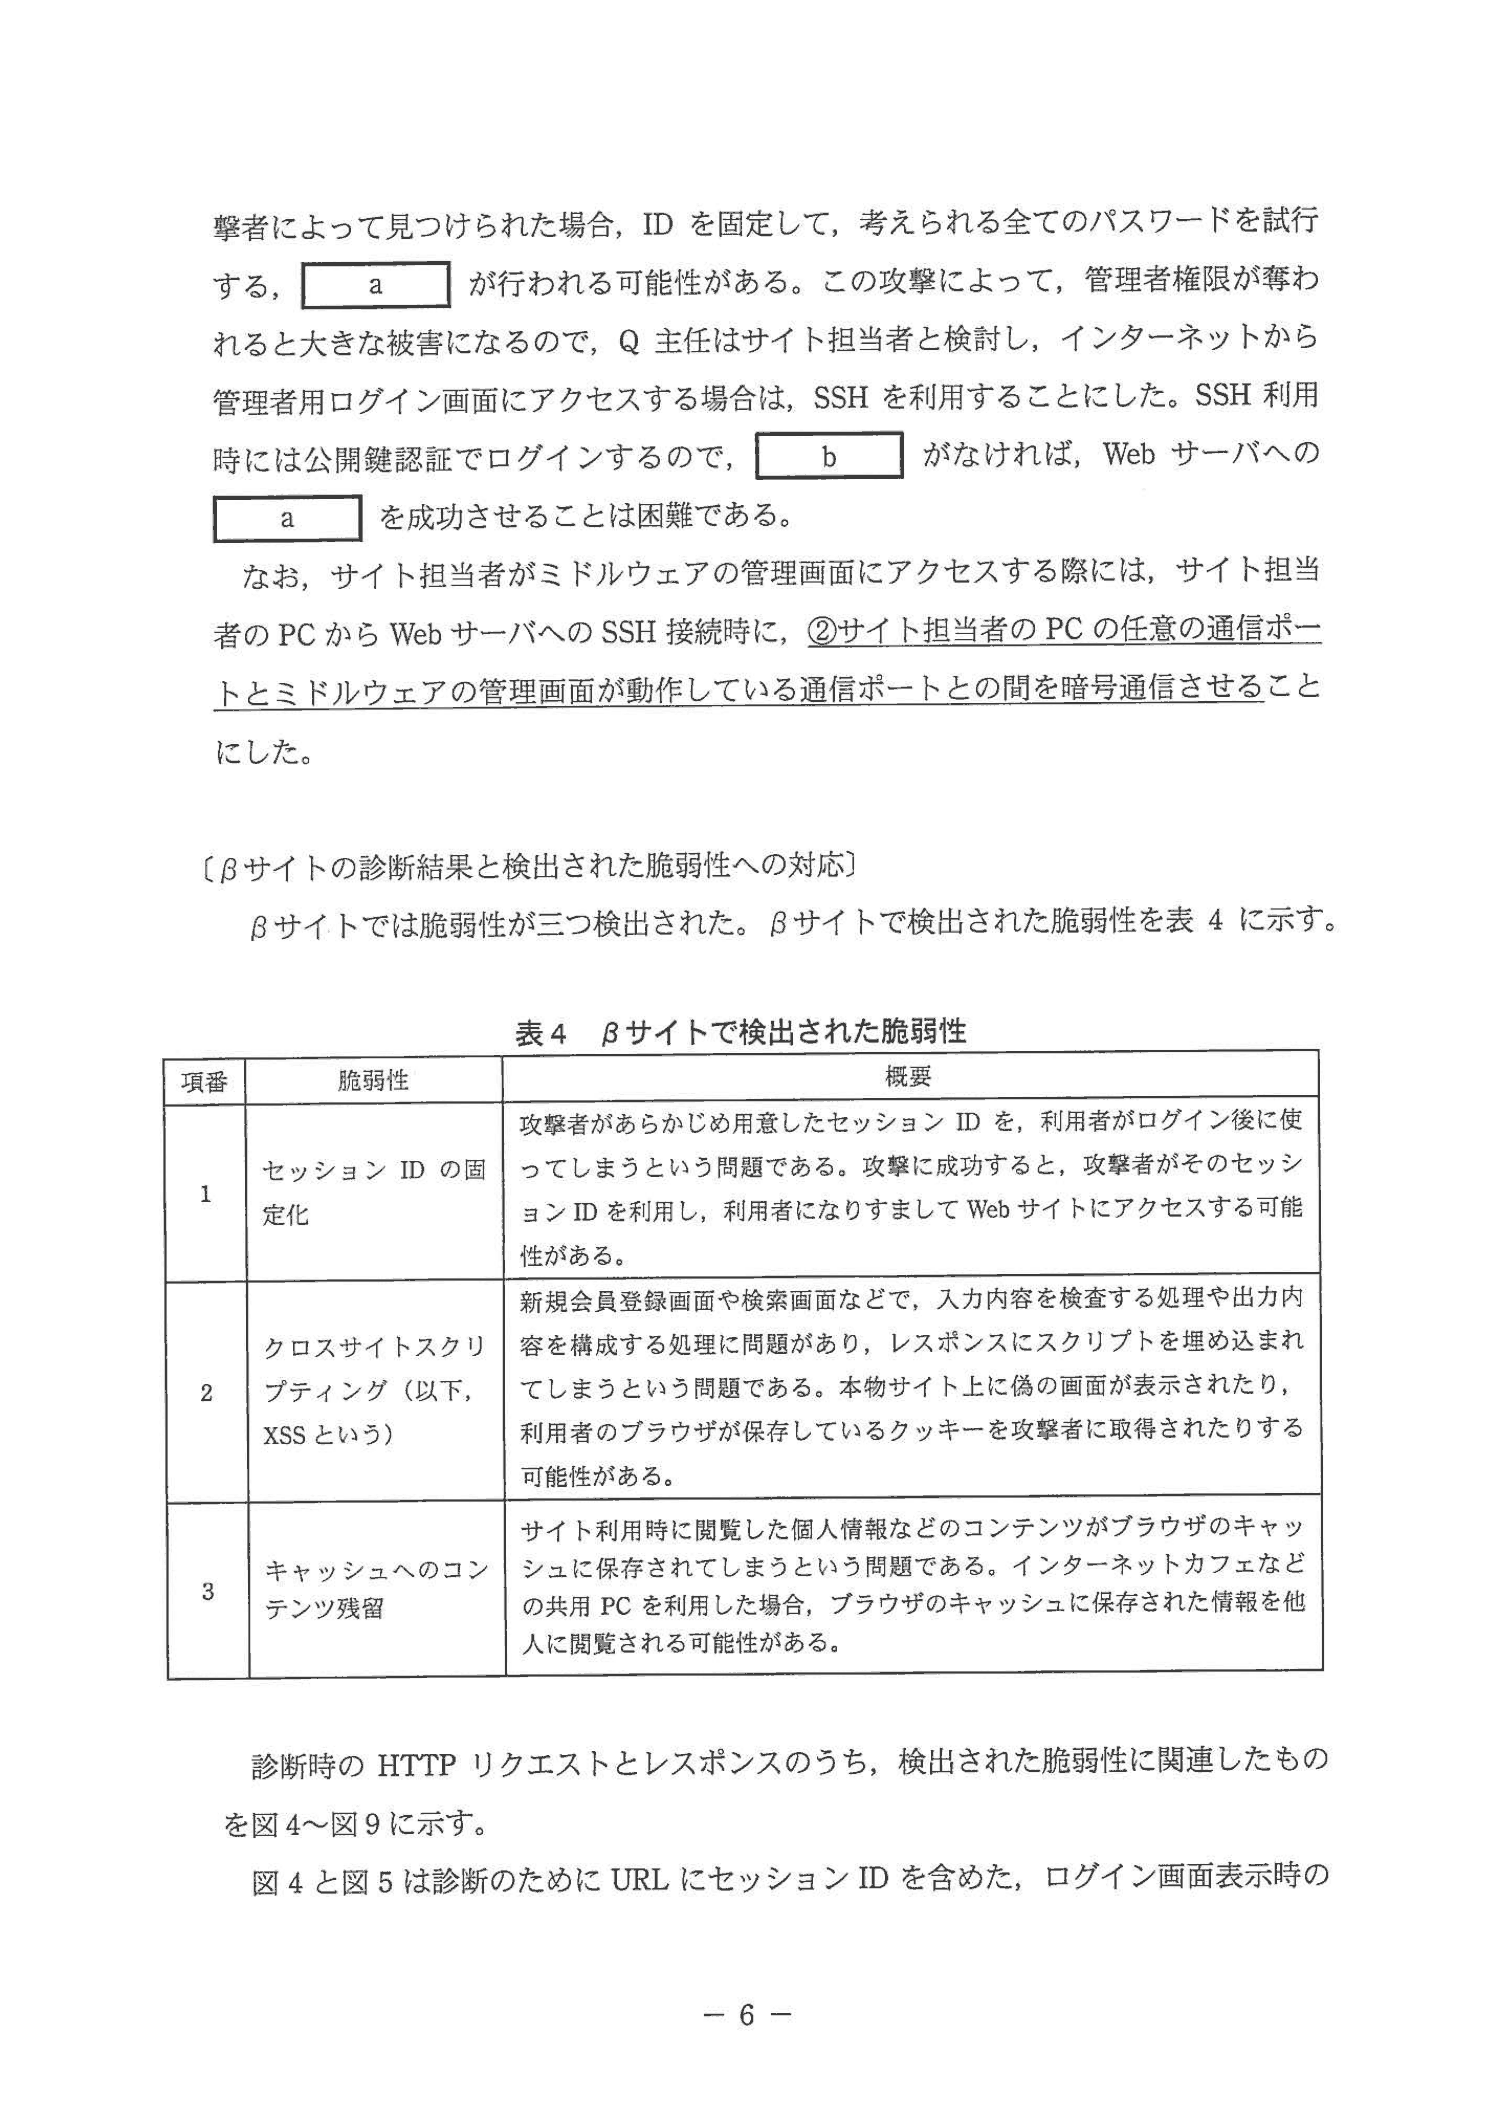 撃者によって見つけられた場合，ID を固定して，考えられる全てのパスワードを試行
する， a が行われる可能性がある。この攻撃によって，管理者権限が奪わ
れると大きな被害になるので，Q 主任はサイト担当者と検討し，インターネットから
管理者用ログイン画面にアクセスする場合は，SSH を利用することにした。SSH 利用
時には公開鍵認証でログインするので， b がなければ，Web サーバへの
a を成功させることは困難である。
なお，サイト担当者がミドルウェアの管理画面にアクセスする際には，サイト担当
者の PC から Web サーバへの SSH 接続時に，②サイト担当者の PC の任意の通信ポー
トとミドルウェアの管理画面が動作している通信ポートとの間を暗号通信させること
にした。
〔βサイトの診断結果と検出された脆弱性への対応〕
βサイトでは脆弱性が三つ検出された。βサイトで検出された脆弱性を表 4 に示す。
表4 βサイトで検出された脆弱性
項番 脆弱性 概要
1
セッション ID の固
定化
攻撃者があらかじめ用意したセッション ID を，利用者がログイン後に使
ってしまうという問題である。攻撃に成功すると，攻撃者がそのセッシ
ョン ID を利用し，利用者になりすまして Web サイトにアクセスする可能
性がある。
2
クロスサイトスクリ
プティング（以下，
XSS という）
新規会員登録画面や検索画面などで，入力内容を検査する処理や出力内
容を構成する処理に問題があり，レスポンスにスクリプトを埋め込まれ
てしまうという問題である。本物サイト上に偽の画面が表示されたり，
利用者のブラウザが保存しているクッキーを攻撃者に取得されたりする
可能性がある。
3
キャッシュへのコン
テンツ残留
サイト利用時に閲覧した個人情報などのコンテンツがブラウザのキャッ
シュに保存されてしまうという問題である。インターネットカフェなど
の共用 PC を利用した場合，ブラウザのキャッシュに保存された情報を他
人に閲覧される可能性がある。
診断時の HTTP リクエストとレスポンスのうち，検出された脆弱性に関連したもの
を図 4～図 9 に示す。
図 4 と図 5 は診断のために URL にセッション ID を含めた，ログイン画面表示時の
－ 6 －